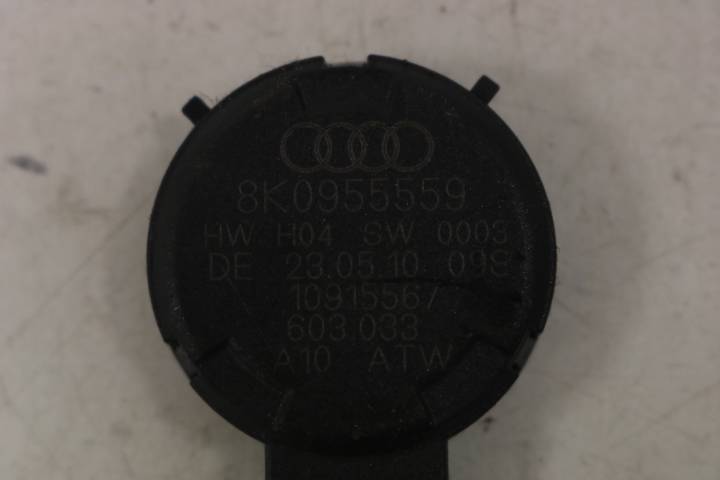 8K0955559
HW H04 SW 0003
DE 23.05.10 098
10915567
603.033
A10 ATW